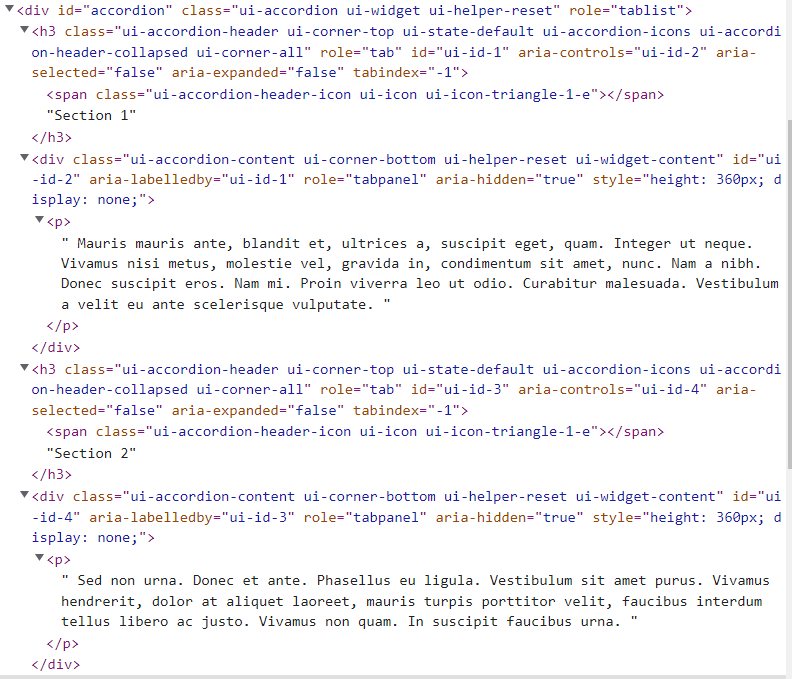 <div id="accordion" class="ui-accordion ui-widget ui-helper-reset" role="tablist">
<h3 class="ui-accordion-header ui-corner-top ui-state-default ui-accordion-icons ui-accordi
on-header-collapsed ui-corner-all" role="tab" id="ui-id-1" aria-controls="ui-id-2" aria-
selected="false" aria-expanded="false" tabindex="-1">
<span class="ui-accordion-header-icon ui-icon ui-icon-triangle-1-e"></span>
"Section 1"
</h3>
<div class="ui-accordion-content ui-corner-bottom ui-helper-reset ui-widget-content" id="ui
-id-2" aria-labelledby="ui-id-1" role="tabpanel" aria-hidden="true" style="height: 360px; d
isplay: none;">
<p>
" Mauris mauris ante, blandit et, ultrices a, suscipit eget, quam. Integer ut neque.
Vivamus nisi metus, molestie vel, gravida in, condimentum sit amet, nunc. Nam a nibh.
Donec suscipit eros. Nam mi. Proin viverra leo ut odio. Curabitur malesuada. Vestibulum
a velit eu ante scelerisque vulputate. "
</p>
</div>
<h3 class="ui-accordion-header ui-corner-top ui-state-default ui-accordion-icons ui-accordi
on-header-collapsed ui-corner-all" role="tab" id="ui-id-3" aria-controls="ui-id-4" aria-
selected="false" aria-expanded="false" tabindex="-1">
<span class="ui-accordion-header-icon ui-icon ui-icon-triangle-1-e"></span>
"Section 2"
</h3>
<div class="ui-accordion-content ui-corner-bottom ui-helper-reset ui-widget-content" id="ui
-id-4" aria-labelledby="ui-id-3" role="tabpanel" aria-hidden="true" style="height: 360px; d
isplay: none;">
<p>
" Sed non urna. Donec et ante. Phasellus eu ligula. Vestibulum sit amet purus. Vivamus
hendrerit, dolor at aliquet laoreet, mauris turpis porttitor velit, faucibus interdum
tellus libero ac justo. Vivamus non quam. In suscipit faucibus urna. "
</p>
</div>